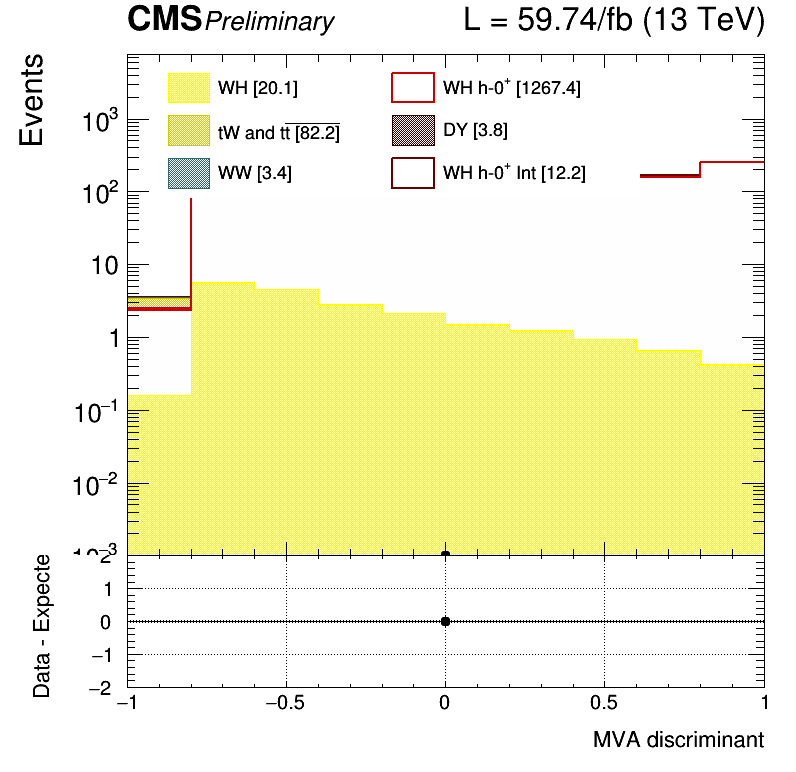 CMS Preliminary L = 59.74/fb (13 TeV)
Events
WH [20.1] WH h-0⁺ [1267.4]
tW and tt̅ [82.2] DY [3.8]
WW [3.4] WH h-0⁺ Int [12.2]
10³
10²
10
1
10⁻¹
10⁻²
10⁻³
Data - Expecte
2
1
0
−1
−2
−1 −0.5 0 0.5 1
MVA discriminant